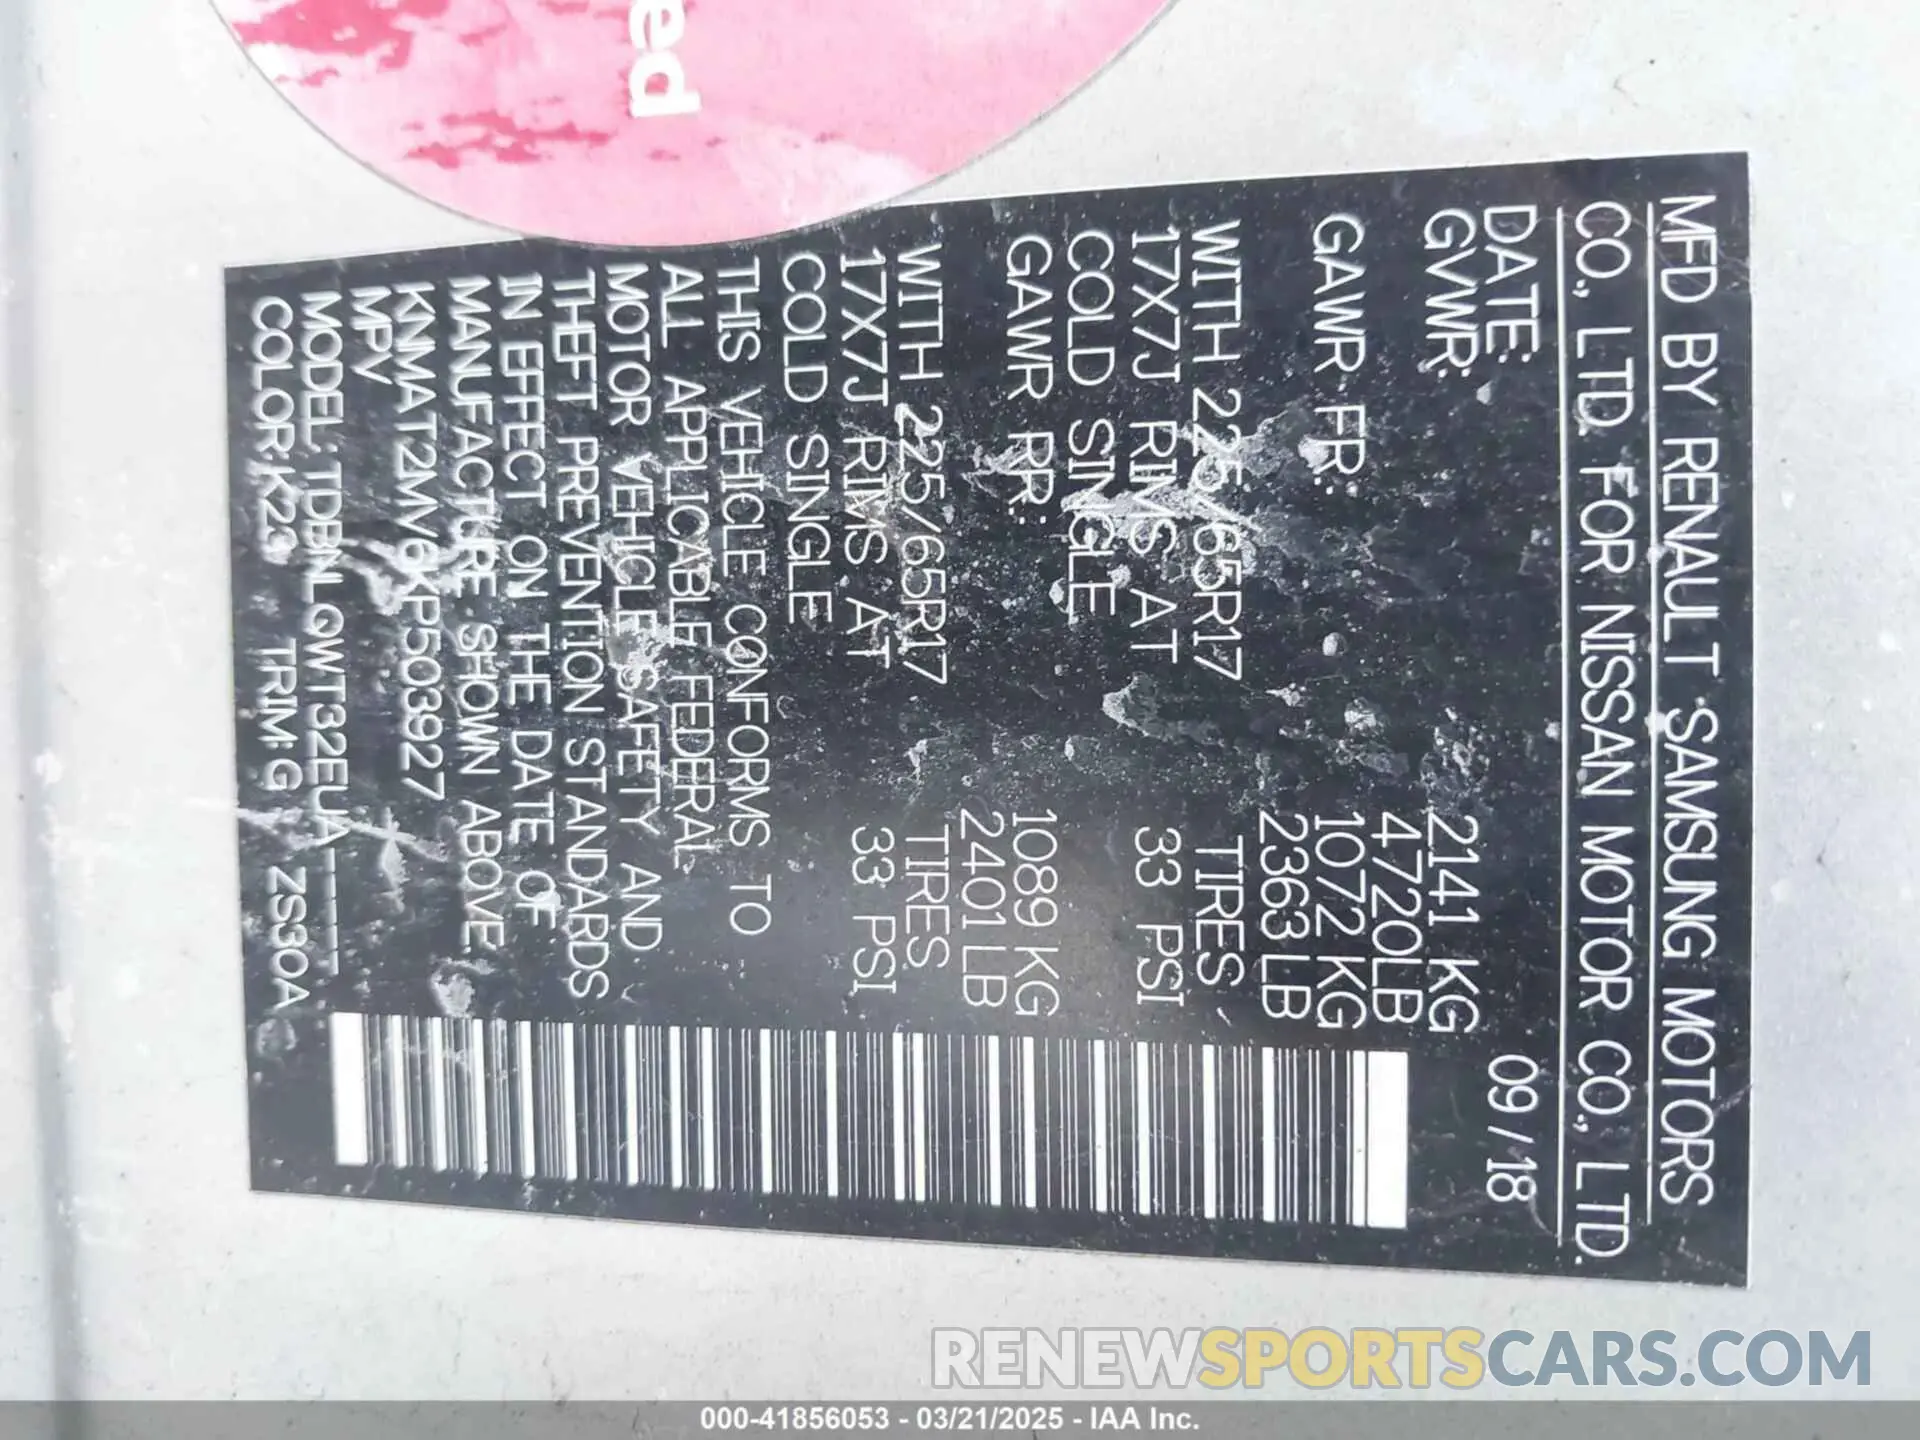 ed
MFD BY RENAULT SAMSUNG MOTORS
CO., LTD. FOR NISSAN MOTOR CO., LTD.
DATE: 09/18
GVWR: 2141 KG
4720LB
GAWR FR: 1072 KG
2363 LB
WITH 225/65R17 TIRES
17X7J RIMS AT 33 PSI
COLD SINGLE
GAWR RR: 1089 KG
2401 LB
WITH 225/65R17 TIRES
17X7J RIMS AT 33 PSI
COLD SINGLE
THIS VEHICLE CONFORMS TO
ALL APPLICABLE FEDERAL
MOTOR VEHICLE SAFETY AND
THEFT PREVENTION STANDARDS
IN EFFECT ON THE DATE OF
MANUFACTURE SHOWN ABOVE
KNMAT2MV6KP503927
MPV
MODEL: TDBNLQWT32EUA-----
COLOR:K23 TRIM:G ZS30A
RENEWSPORTSCARS.COM
000-41856053 - 03/21/2025 - IAA Inc.